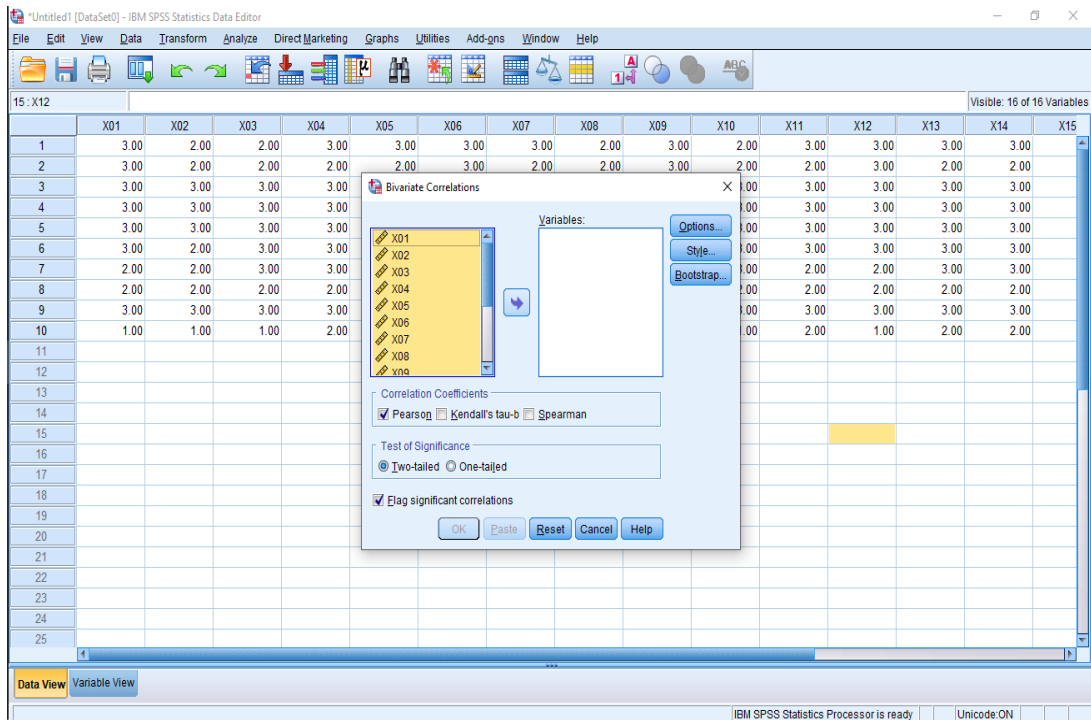 *Untitled1 [DataSet0] - IBM SPSS Statistics Data Editor
File Edit View Data Transform Analyze Direct Marketing Graphs Utilities Add-ons Window Help
15 : X12 Visible: 16 of 16 Variables
X01 X02 X03 X04 X05 X06 X07 X08 X09 X10 X11 X12 X13 X14 X15
1 3.00 2.00 2.00 3.00 3.00 3.00 3.00 2.00 3.00 2.00 3.00 3.00 3.00 3.00
2 3.00 2.00 2.00 2.00 2.00 3.00 2.00 2.00 3.00 2.00 3.00 3.00 2.00 2.00
3 3.00 3.00 3.00 3.00 .00 3.00 3.00 3.00 3.00
4 3.00 3.00 3.00 3.00 .00 3.00 3.00 3.00 3.00
5 3.00 3.00 3.00 3.00 .00 3.00 3.00 3.00 3.00
6 3.00 2.00 3.00 3.00 .00 3.00 3.00 3.00 3.00
7 2.00 2.00 3.00 3.00 .00 2.00 2.00 3.00 3.00
8 2.00 2.00 2.00 2.00 .00 2.00 2.00 2.00 2.00
9 3.00 3.00 3.00 3.00 .00 3.00 3.00 3.00 3.00
10 1.00 1.00 1.00 2.00 .00 2.00 1.00 2.00 2.00
11
12
13
14
15
16
17
18
19
20
21
22
23
24
25
Bivariate Correlations
Variables:
X01
X02
X03
X04
X05
X06
X07
X08
X09
Options...
Style...
Bootstrap...
Correlation Coefficients
Pearson Kendall's tau-b Spearman
Test of Significance
Two-tailed One-tailed
Flag significant correlations
OK Paste Reset Cancel Help
Data View Variable View
IBM SPSS Statistics Processor is ready Unicode:ON